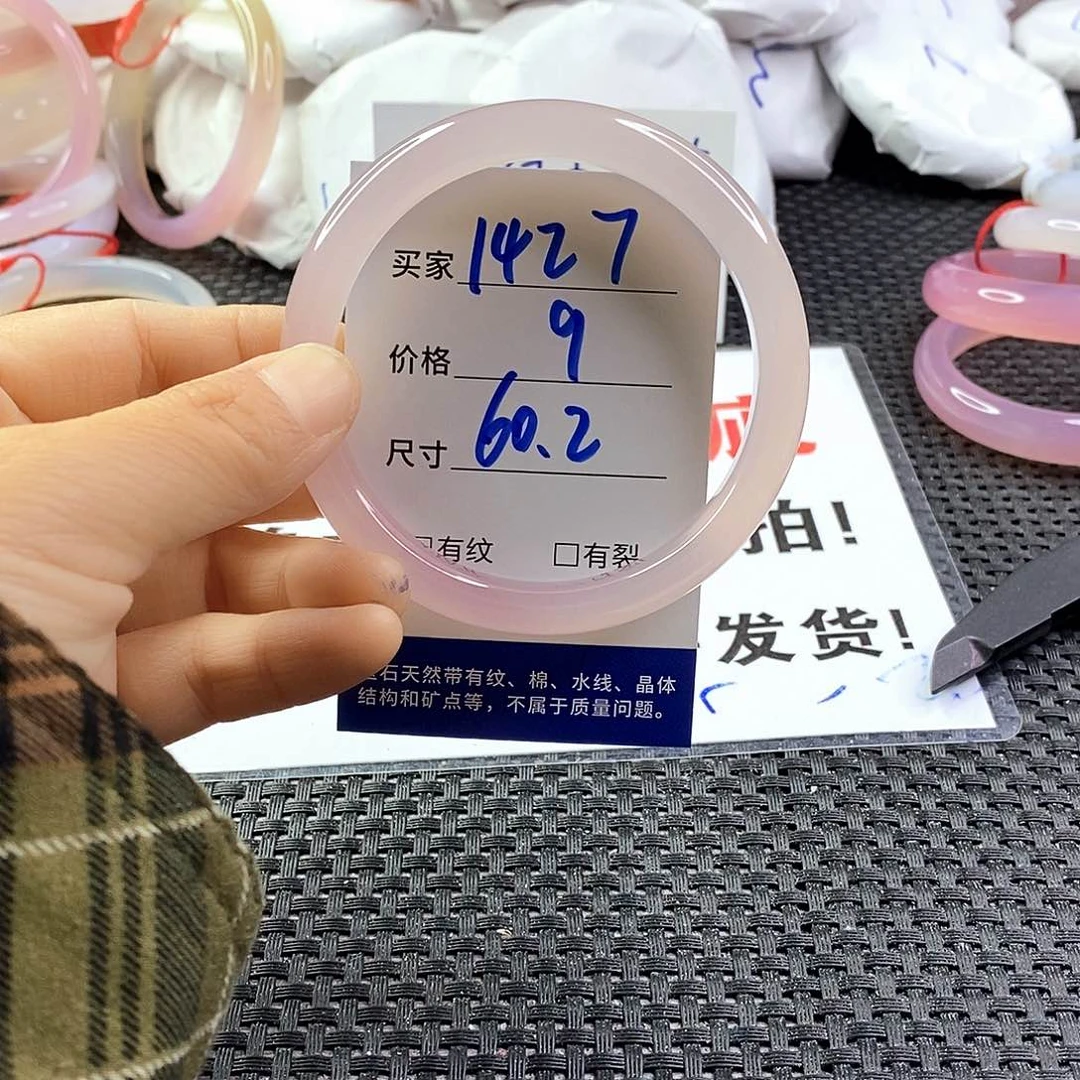 买家 1427
价格 9
尺寸 60.2
有纹 □有裂
拍!
发货!
石天然带有纹、棉、水线、晶体
结构和矿点等，不属于质量问题。